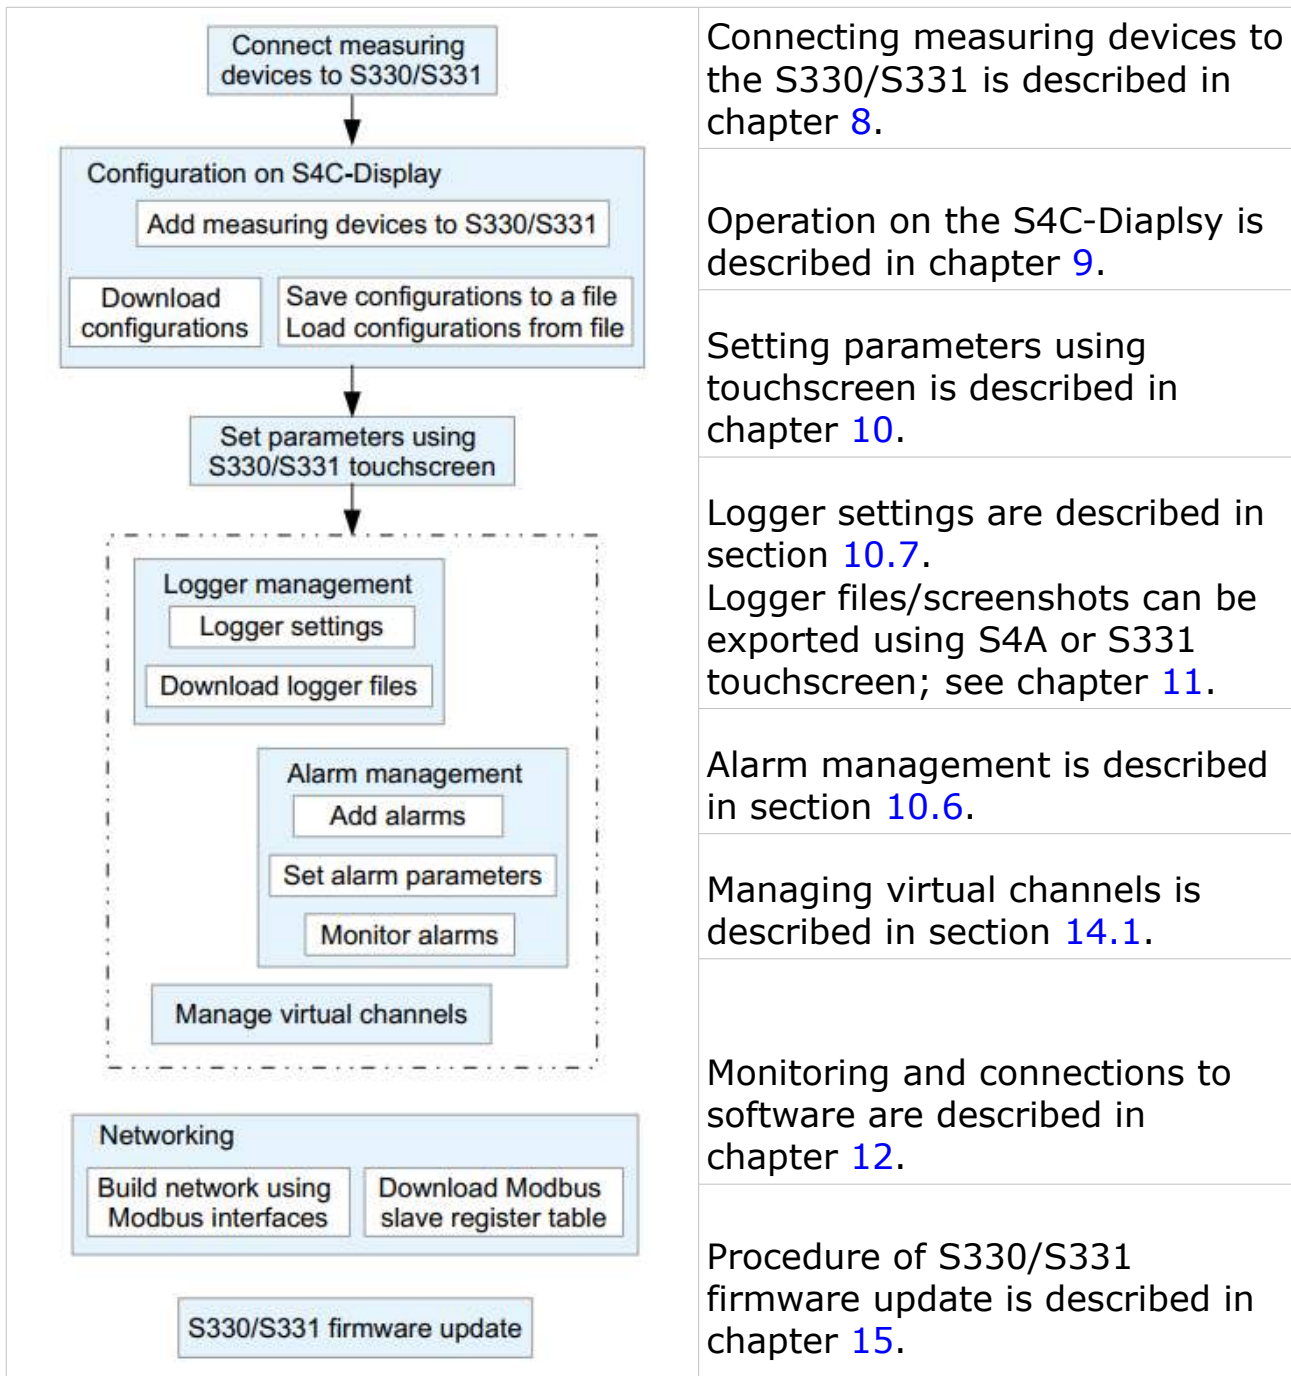 Connect measuring
devices to S330/S331
Configuration on S4C-Display
Add measuring devices to S330/S331
Download
configurations
Save configurations to a file
Load configurations from file
Set parameters using
S330/S331 touchscreen
Logger management
Logger settings
Download logger files
Alarm management
Add alarms
Set alarm parameters
Monitor alarms
Manage virtual channels
Networking
Build network using
Modbus interfaces
Download Modbus
slave register table
S330/S331 firmware update
Connecting measuring devices to
the S330/S331 is described in
chapter 8.
Operation on the S4C-Diaplsy is
described in chapter 9.
Setting parameters using
touchscreen is described in
chapter 10.
Logger settings are described in
section 10.7.
Logger files/screenshots can be
exported using S4A or S331
touchscreen; see chapter 11.
Alarm management is described
in section 10.6.
Managing virtual channels is
described in section 14.1.
Monitoring and connections to
software are described in
chapter 12.
Procedure of S330/S331
firmware update is described in
chapter 15.